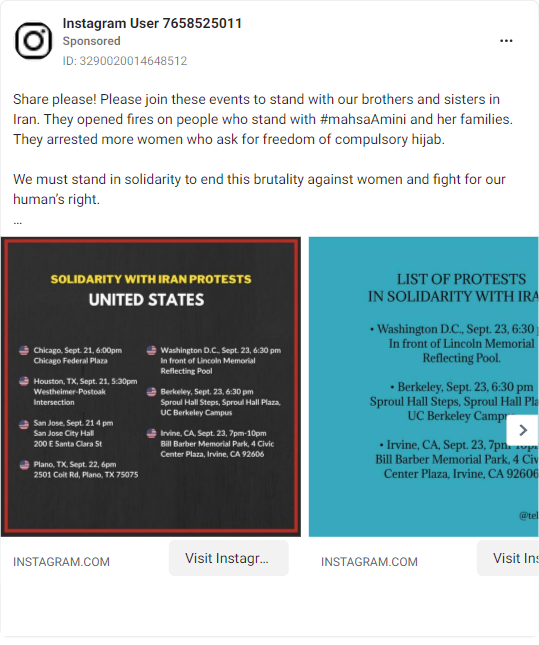 Instagram User 7658525011
Sponsored
ID: 3290020014648512
Share please! Please join these events to stand with our brothers and sisters in
Iran. They opened fires on people who stand with #mahsaAmini and her families.
They arrested more women who ask for freedom of compulsory hijab.
We must stand in solidarity to end this brutality against women and fight for our
human's right.
...
SOLIDARITY WITH IRAN PROTESTS
UNITED STATES
Chicago, Sept. 21, 6:00pm
Chicago Federal Plaza
Houston, TX, Sept. 21, 5:30pm
Westheimer-Postoak
Intersection
San Jose, Sept. 21 4 pm
San Jose City Hall
200 E Santa Clara St
Plano, TX, Sept. 22, 6pm
2501 Coit Rd, Plano, TX 75075
Washington D.C., Sept. 23, 6:30 pm
In front of Lincoln Memorial
Reflecting Pool
Berkeley, Sept. 23, 6:30 pm
Sproul Hall Steps, Sproul Hall Plaza,
UC Berkeley Campus
Irvine, CA, Sept. 23, 7pm-10pm
Bill Barber Memorial Park, 4 Civic
Center Plaza, Irvine, CA 92606
LIST OF PROTESTS
IN SOLIDARITY WITH IRA
• Washington D.C., Sept. 23, 6:30
In front of Lincoln Memorial
Reflecting Pool.
• Berkeley, Sept. 23, 6:30 pm
Sproul Hall Steps, Sproul Hall Pla
UC Berkeley Campus
• Irvine, CA, Sept. 23, 7pm-10pm
Bill Barber Memorial Park, 4 Civ
Center Plaza, Irvine, CA 92606
@tel
INSTAGRAM.COM
Visit Instagr...
INSTAGRAM.COM
Visit Ins